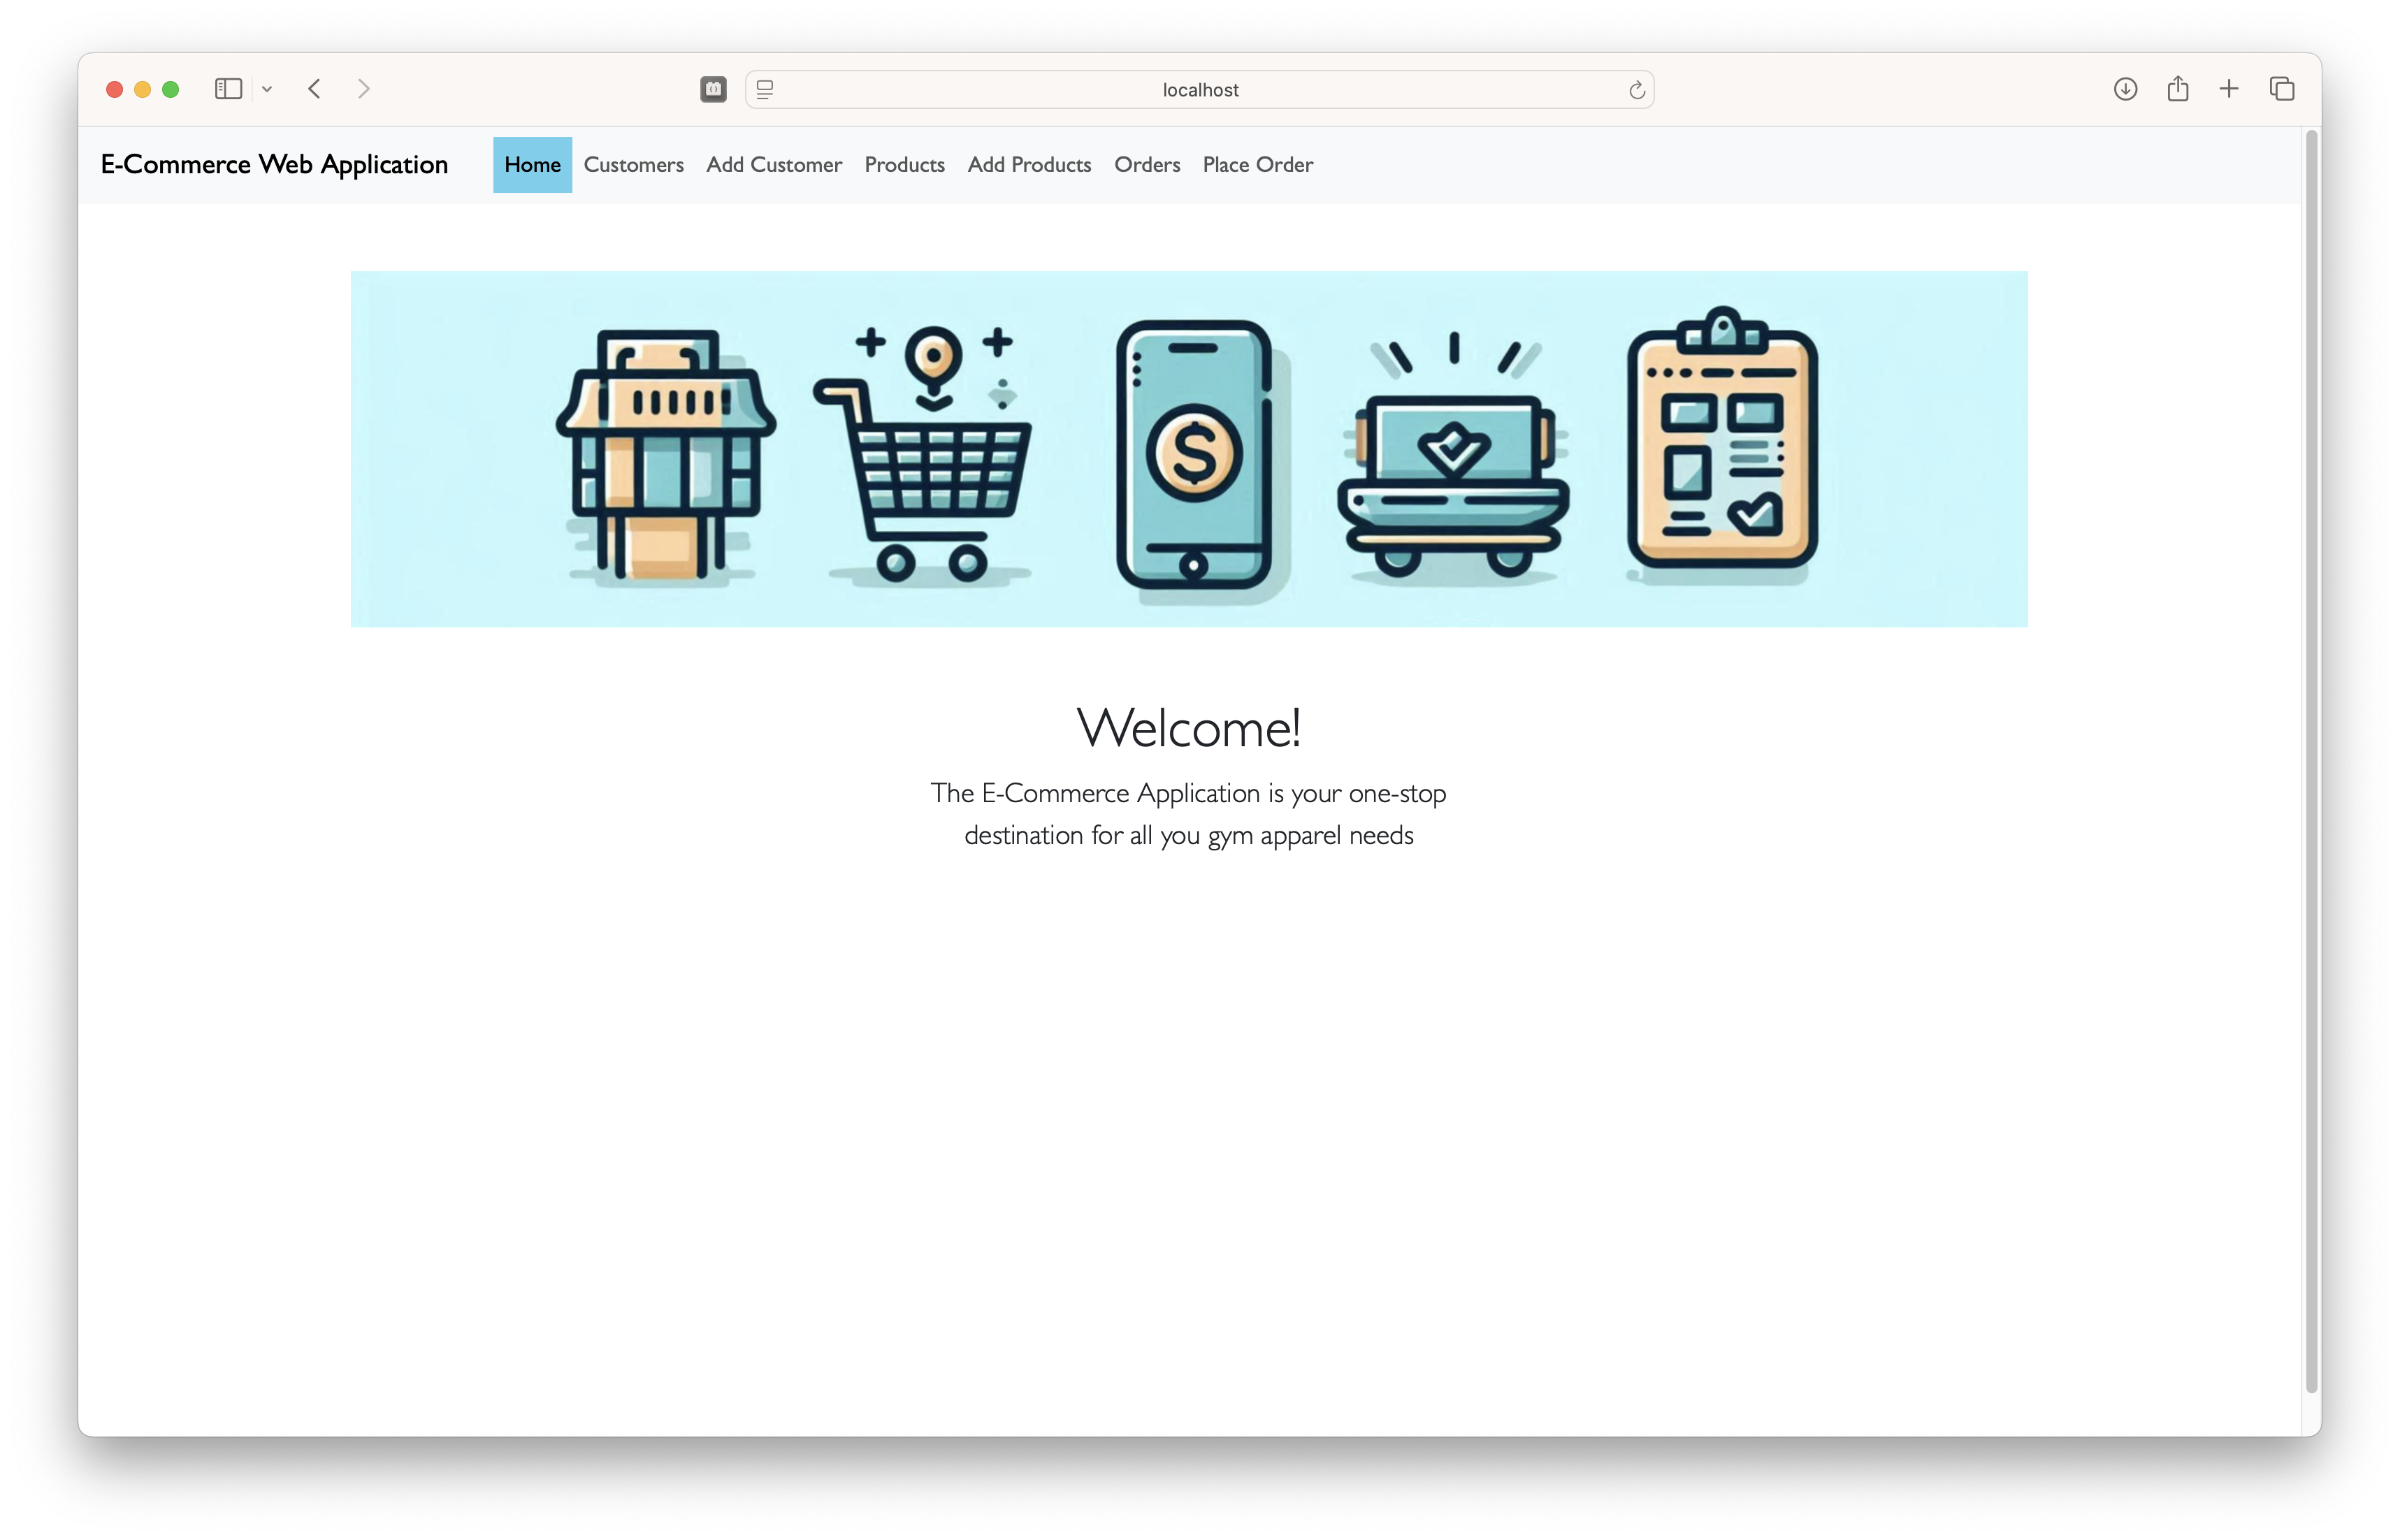 localhost
E-Commerce Web Application Home Customers Add Customer Products Add Products Orders Place Order
$
Welcome!
The E-Commerce Application is your one-stop
destination for all you gym apparel needs